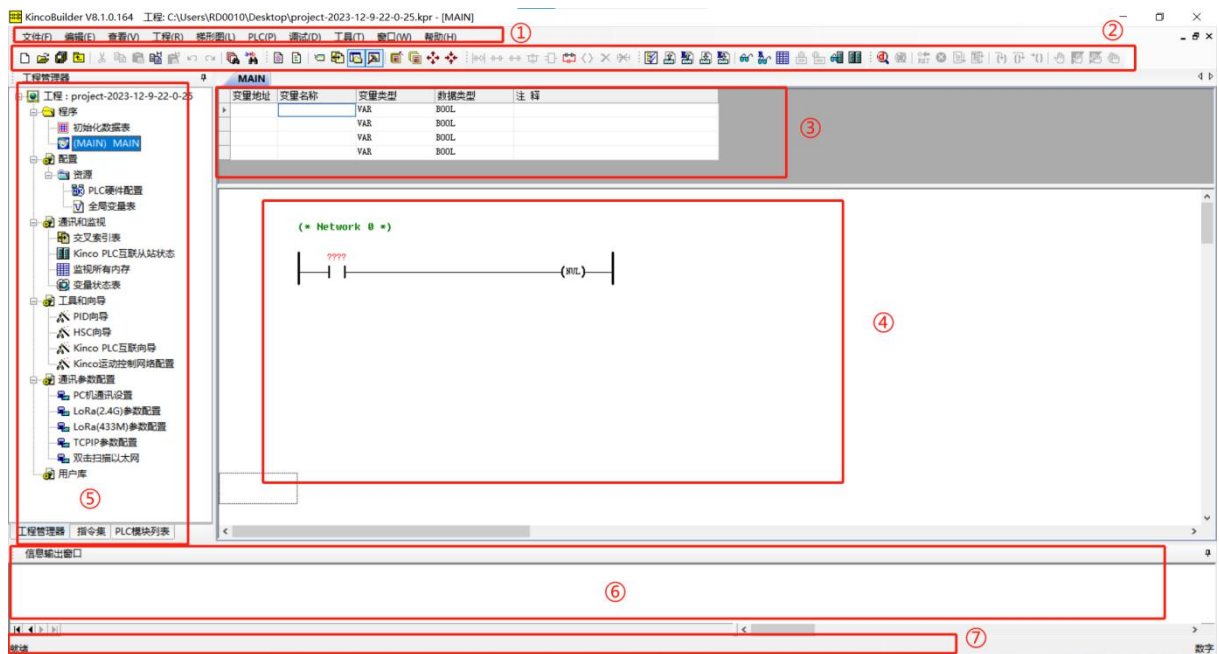 KincoBuilder V8.1.0.164 工程: C:\Users\RD0010\Desktop\project-2023-12-9-22-0-25.kpr - [MAIN]
文件(F) 编辑(E) 查看(V) 工程(R) 梯形图(L) PLC(P) 调试(D) 工具(T) 窗口(W) 帮助(H) ①
②
工程管理器
MAIN
工程 : project-2023-12-9-22-0-25
程序
初始化数据表
(MAIN) MAIN
配置
资源
PLC硬件配置
全局变量表
通讯和监视
交叉索引表
Kinco PLC互联从站状态
监视所有内存
变量状态表
工具和向导
PID向导
HSC向导
Kinco PLC互联向导
Kinco运动控制网络配置
通讯参数配置
PC机通讯设置
LoRa(2.4G)参数配置
LoRa(433M)参数配置
TCPIP参数配置
双击扫描以太网
用户库
⑤
工程管理器 指令集 PLC模块列表
变量地址 变量名称 变量类型 数据类型 注 释
VAR BOOL
VAR BOOL
VAR BOOL
VAR BOOL
③
(* Network 0 *)
????
(NUL)
④
信息输出窗口
⑥
⑦
就绪 数字